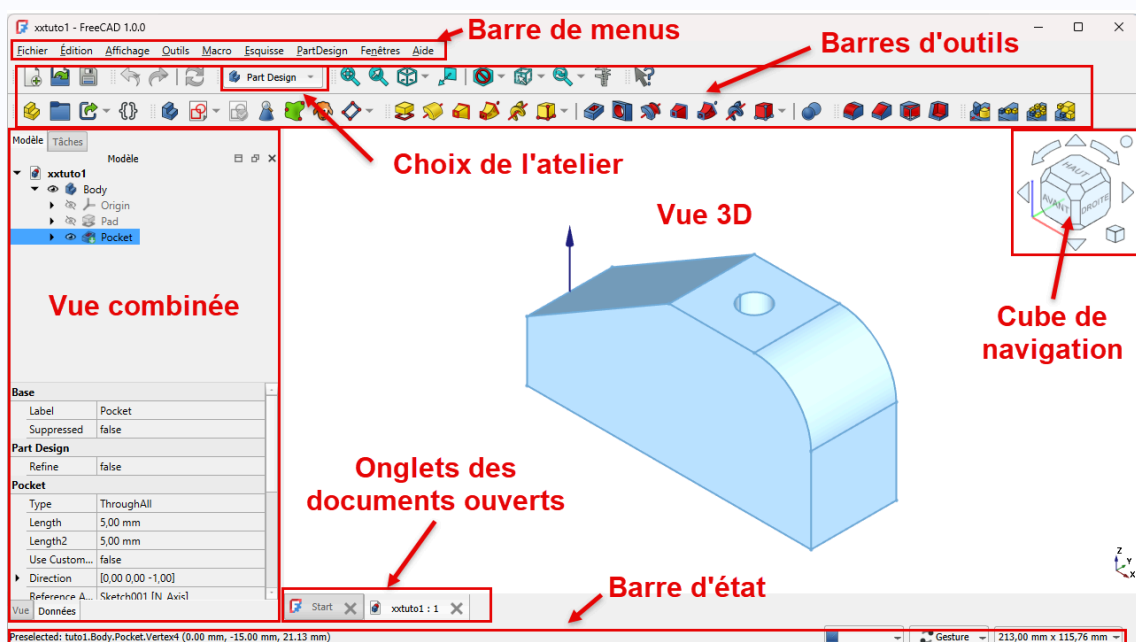 xxtuto1 - FreeCAD 1.0.0
Barre de menus
Fichier Édition Affichage Outils Macro Esquisse PartDesign Fenêtres Aide
Barres d'outils
Part Design
Modèle Tâches
Modèle
Choix de l'atelier
xxtuto1
Body
Origin
Pad
Pocket
HAUT
AVANT DROITE
Vue 3D
Vue combinée
Cube de
navigation
Base
Label Pocket
Suppressed false
Part Design
Refine false
Pocket
Type ThroughAll
Length 5,00 mm
Length2 5,00 mm
Use Custom... false
Direction [0,00 0,00 -1,00]
Reference A... Sketch001 [N_Axis]
Onglets des
documents ouverts
Z
Y
X
Barre d'état
Vue Données
Start xxtuto1 : 1
Preselected: tuto1.Body.Pocket.Vertex4 (0.00 mm, -15.00 mm, 21.13 mm)
Gesture 213,00 mm x 115,76 mm